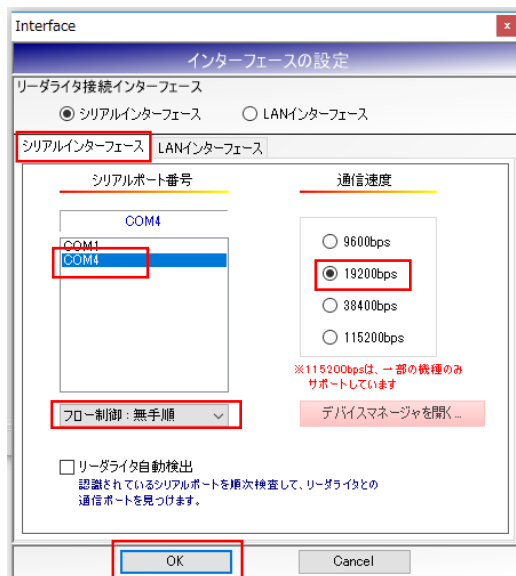 Interface
x
インターフェースの設定
リーダライタ接続インターフェース
シリアルインターフェース
LANインターフェース
シリアルインターフェース
LANインターフェース
シリアルポート番号
通信速度
COM4
COM1
COM4
9600bps
19200bps
38400bps
115200bps
※115200bpsは、一部の機種のみ
サポートしています
フロー制御：無手順
デバイスマネージャを開く...
リーダライタ自動検出
認識されているシリアルポートを順次検査して、リーダライタとの
通信ポートを見つけます。
OK
Cancel